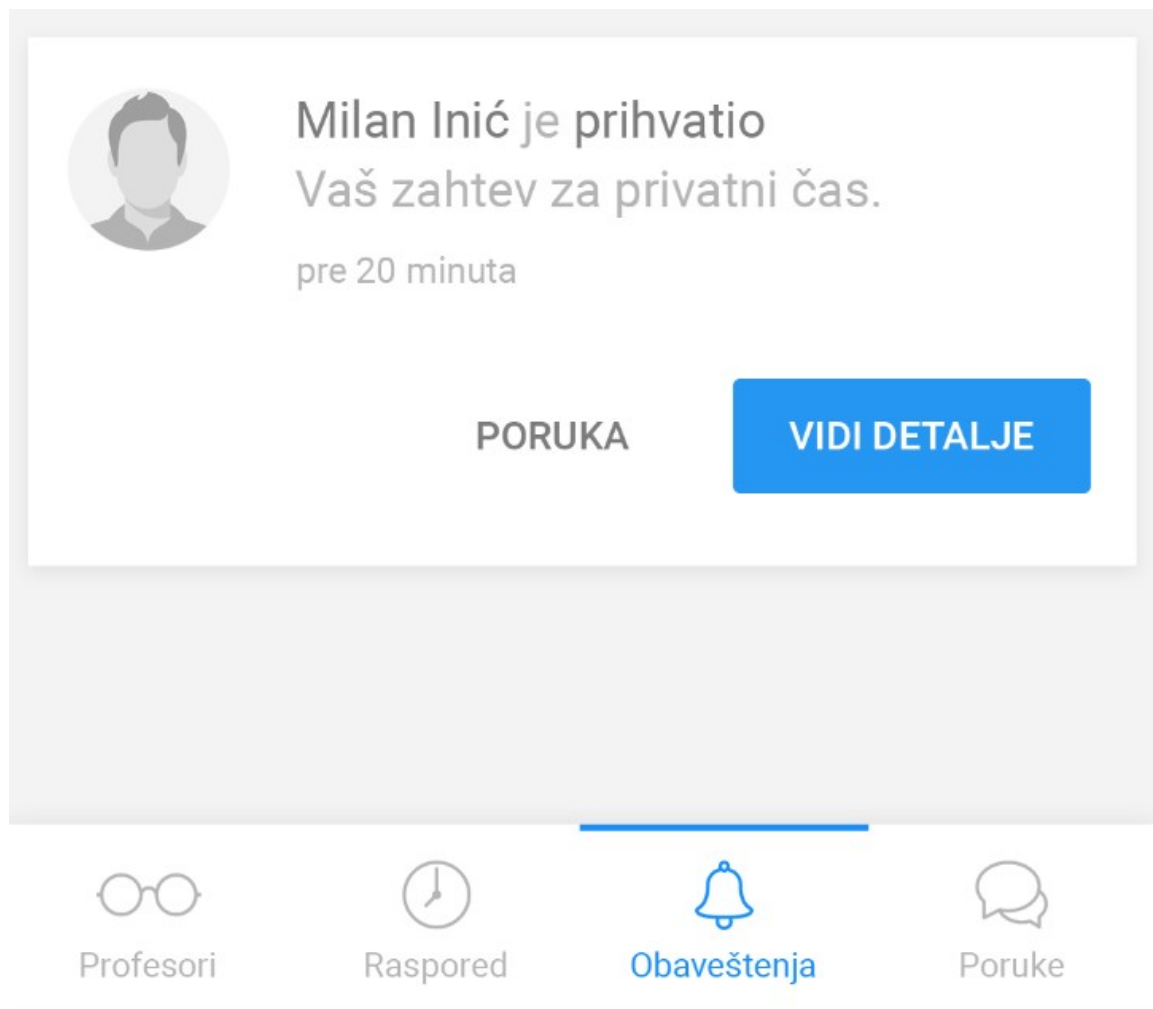 Milan Inić je prihvatio
Vaš zahtev za privatni čas.
pre 20 minuta
PORUKA
VIDI DETALJE
Profesori
Raspored
Obaveštenja
Poruke